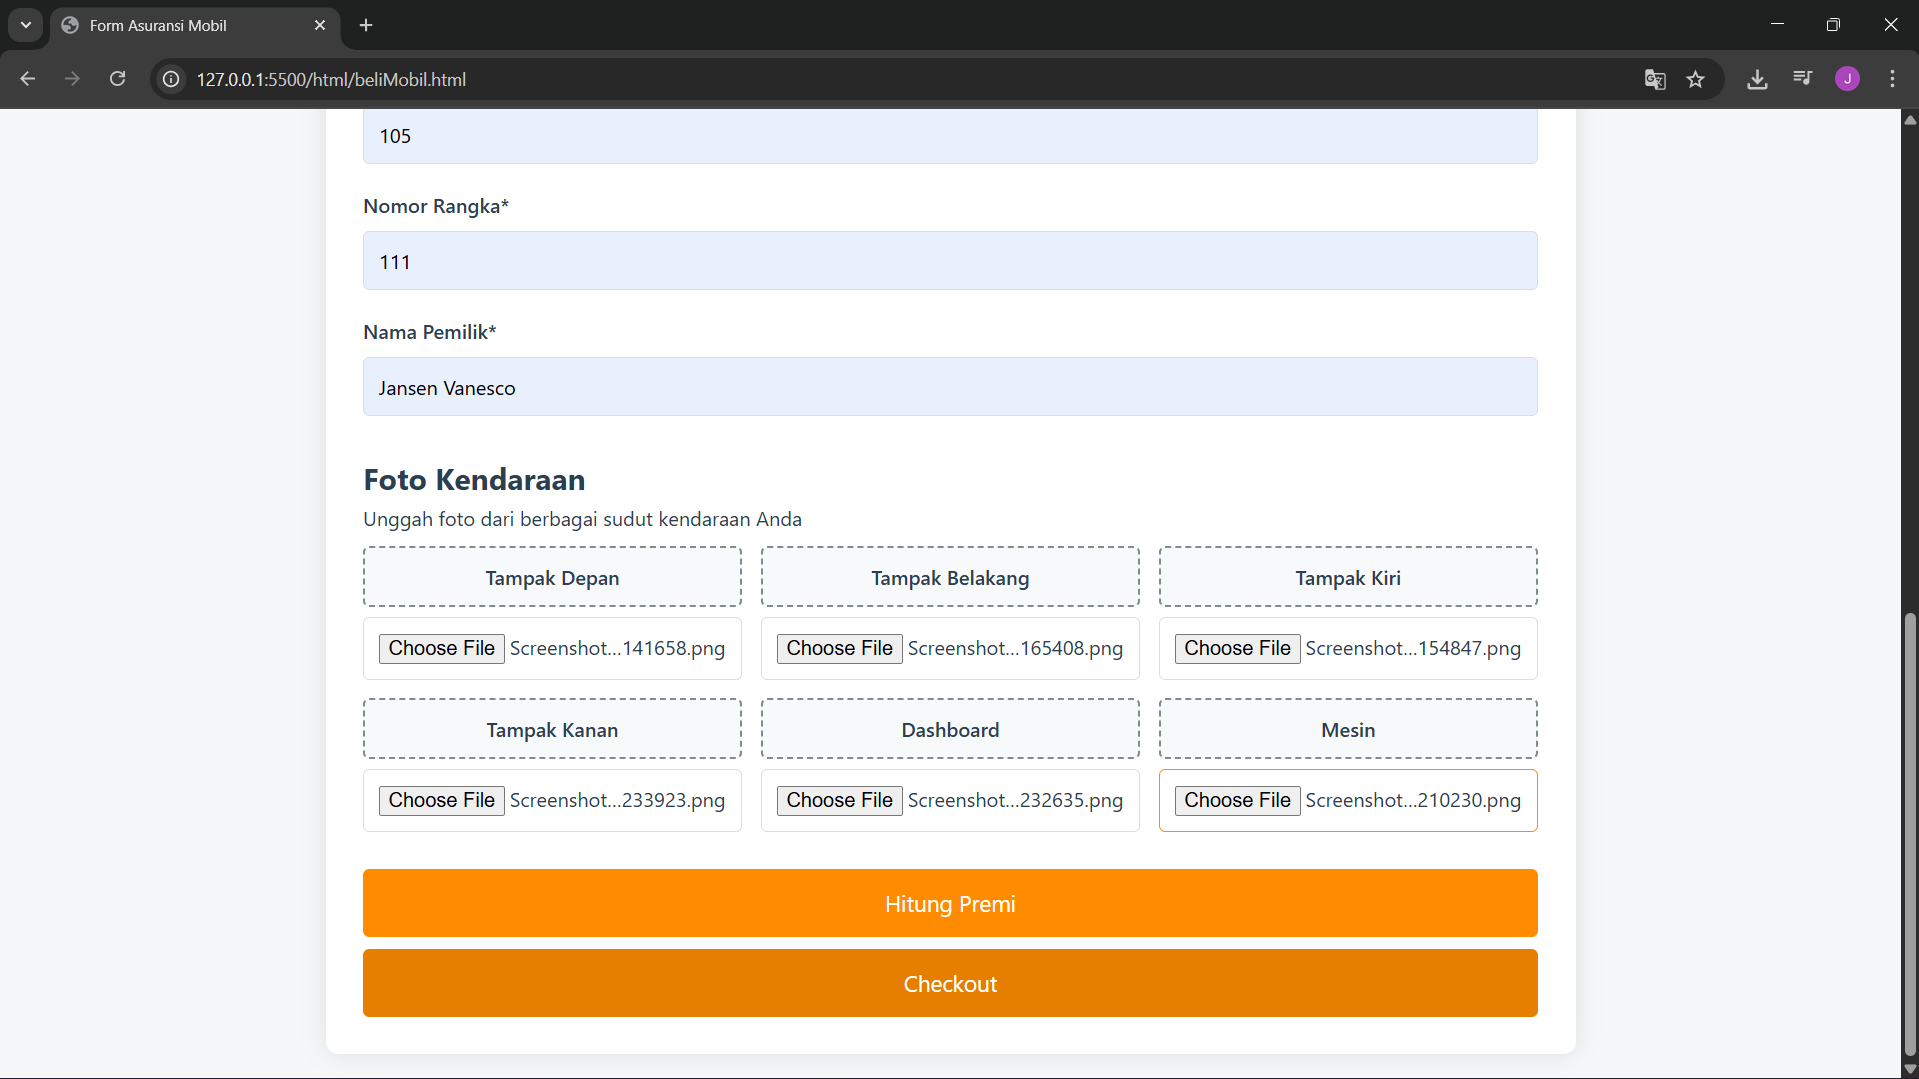 Form Asuransi Mobil
127.0.0.1:5500/html/beliMobil.html
J
105
Nomor Rangka*
111
Nama Pemilik*
Jansen Vanesco
Foto Kendaraan
Unggah foto dari berbagai sudut kendaraan Anda
Tampak Depan
Tampak Belakang
Tampak Kiri
Choose File Screenshot...141658.png
Choose File Screenshot...165408.png
Choose File Screenshot...154847.png
Tampak Kanan
Dashboard
Mesin
Choose File Screenshot...233923.png
Choose File Screenshot...232635.png
Choose File Screenshot...210230.png
Hitung Premi
Checkout